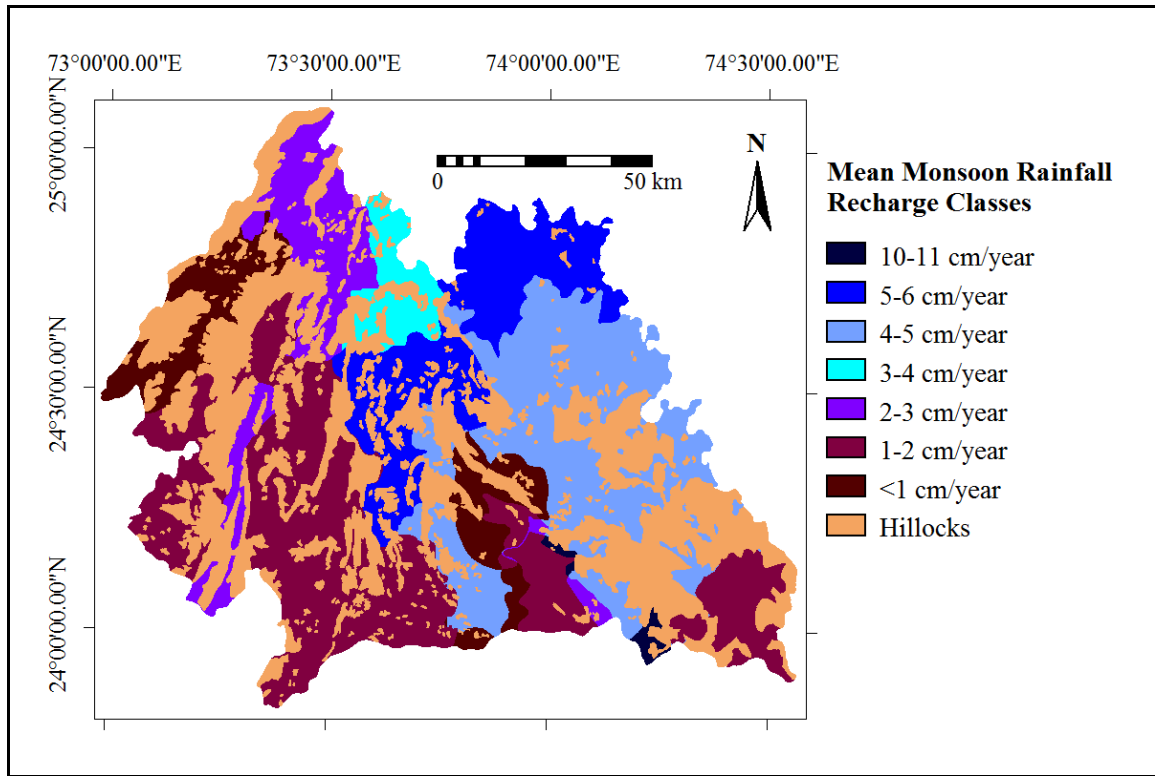 73°00'00.00"E 73°30'00.00"E 74°00'00.00"E 74°30'00.00"E
25°00'00.00"N
24°30'00.00"N
24°00'00.00"N
0 50 km
N
Mean Monsoon Rainfall
Recharge Classes
10-11 cm/year
5-6 cm/year
4-5 cm/year
3-4 cm/year
2-3 cm/year
1-2 cm/year
<1 cm/year
Hillocks